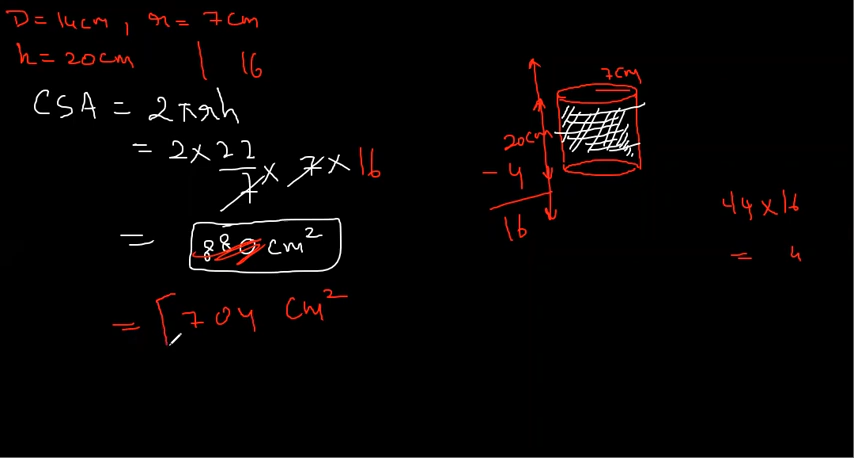 D = 14cm, r = 7cm
h = 20cm | 16
CSA = 2πrh
= 2 × 22/7 × 7 × 16
= 880 cm²
= 704 cm²
7cm
20cm
- 4
16
44 × 16
= 4